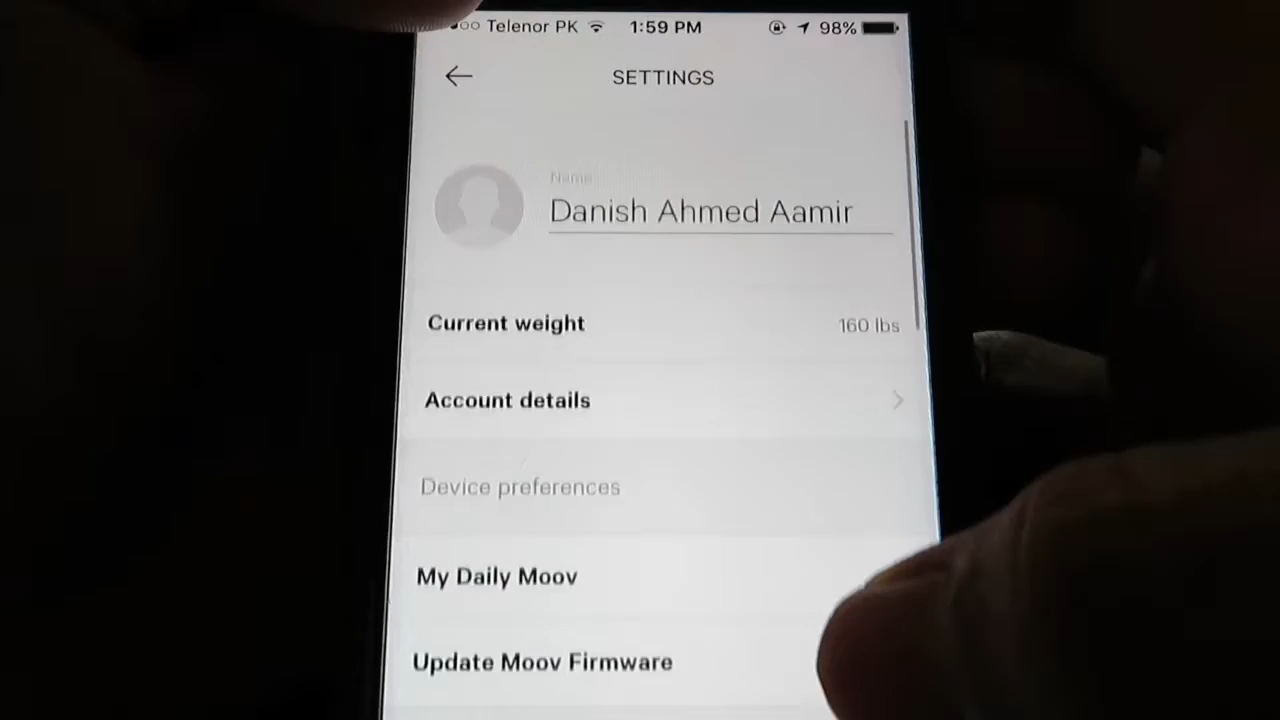 Telenor PK 1:59 PM 98%
SETTINGS
Name
Danish Ahmed Aamir
Current weight 160 lbs
Account details
Device preferences
My Daily Moov
Update Moov Firmware